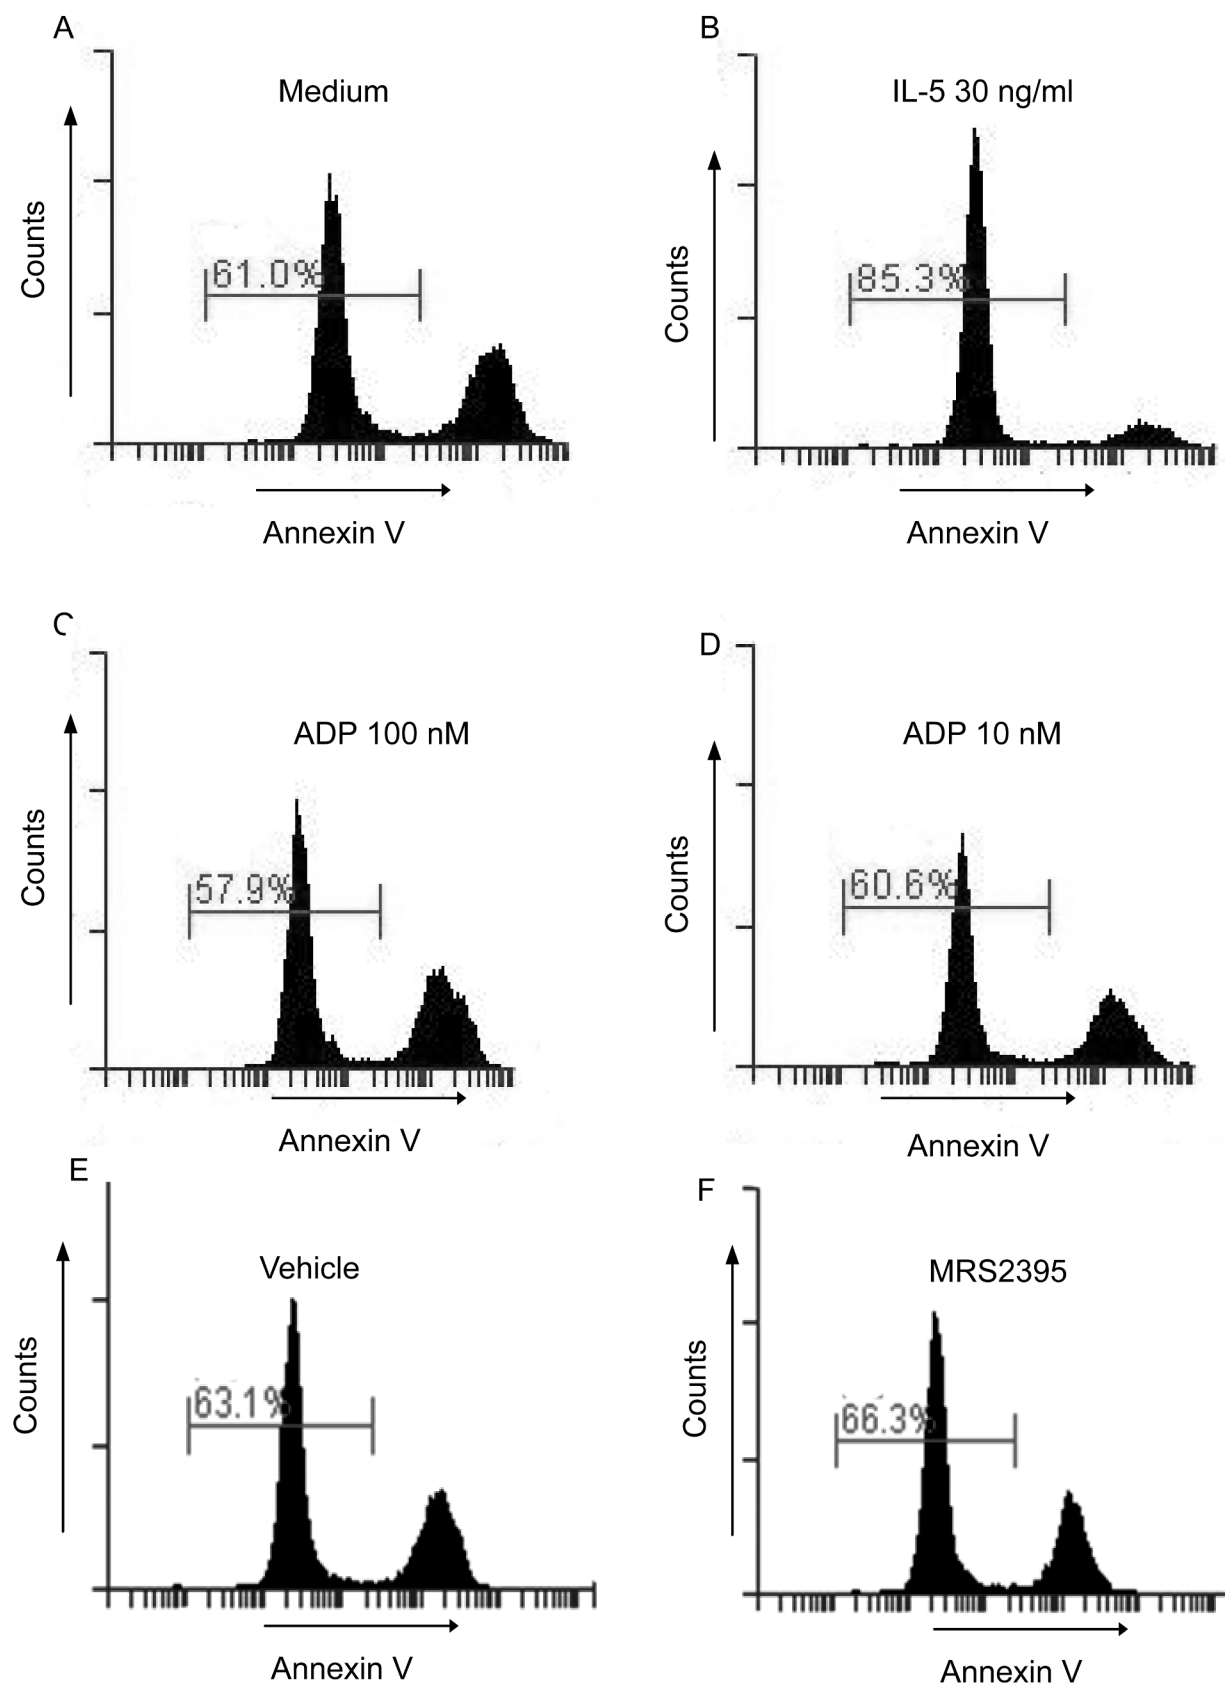 A
Medium
61.0%
Counts
Annexin V
B
IL-5 30 ng/ml
85.3%
Counts
Annexin V
C
ADP 100 nM
57.9%
Counts
Annexin V
D
ADP 10 nM
60.6%
Counts
Annexin V
E
Vehicle
63.1%
Counts
Annexin V
F
MRS2395
66.3%
Counts
Annexin V